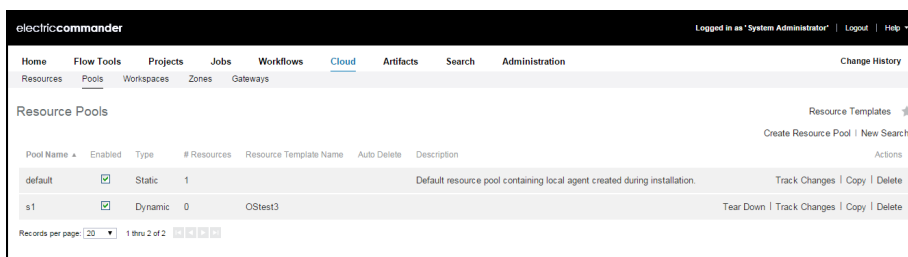 electriccommander Logged in as 'System Administrator' | Logout | Help
Home Flow Tools Projects Jobs Workflows Cloud Artifacts Search Administration Change History
Resources Pools Workspaces Zones Gateways
Resource Pools Resource Templates
Create Resource Pool | New Search
Pool Name Enabled Type # Resources Resource Template Name Auto Delete Description Actions
default Static 1 Default resource pool containing local agent created during installation. Track Changes | Copy | Delete
s1 Dynamic 0 OStest3 Tear Down | Track Changes | Copy | Delete
Records per page: 20 1 thru 2 of 2